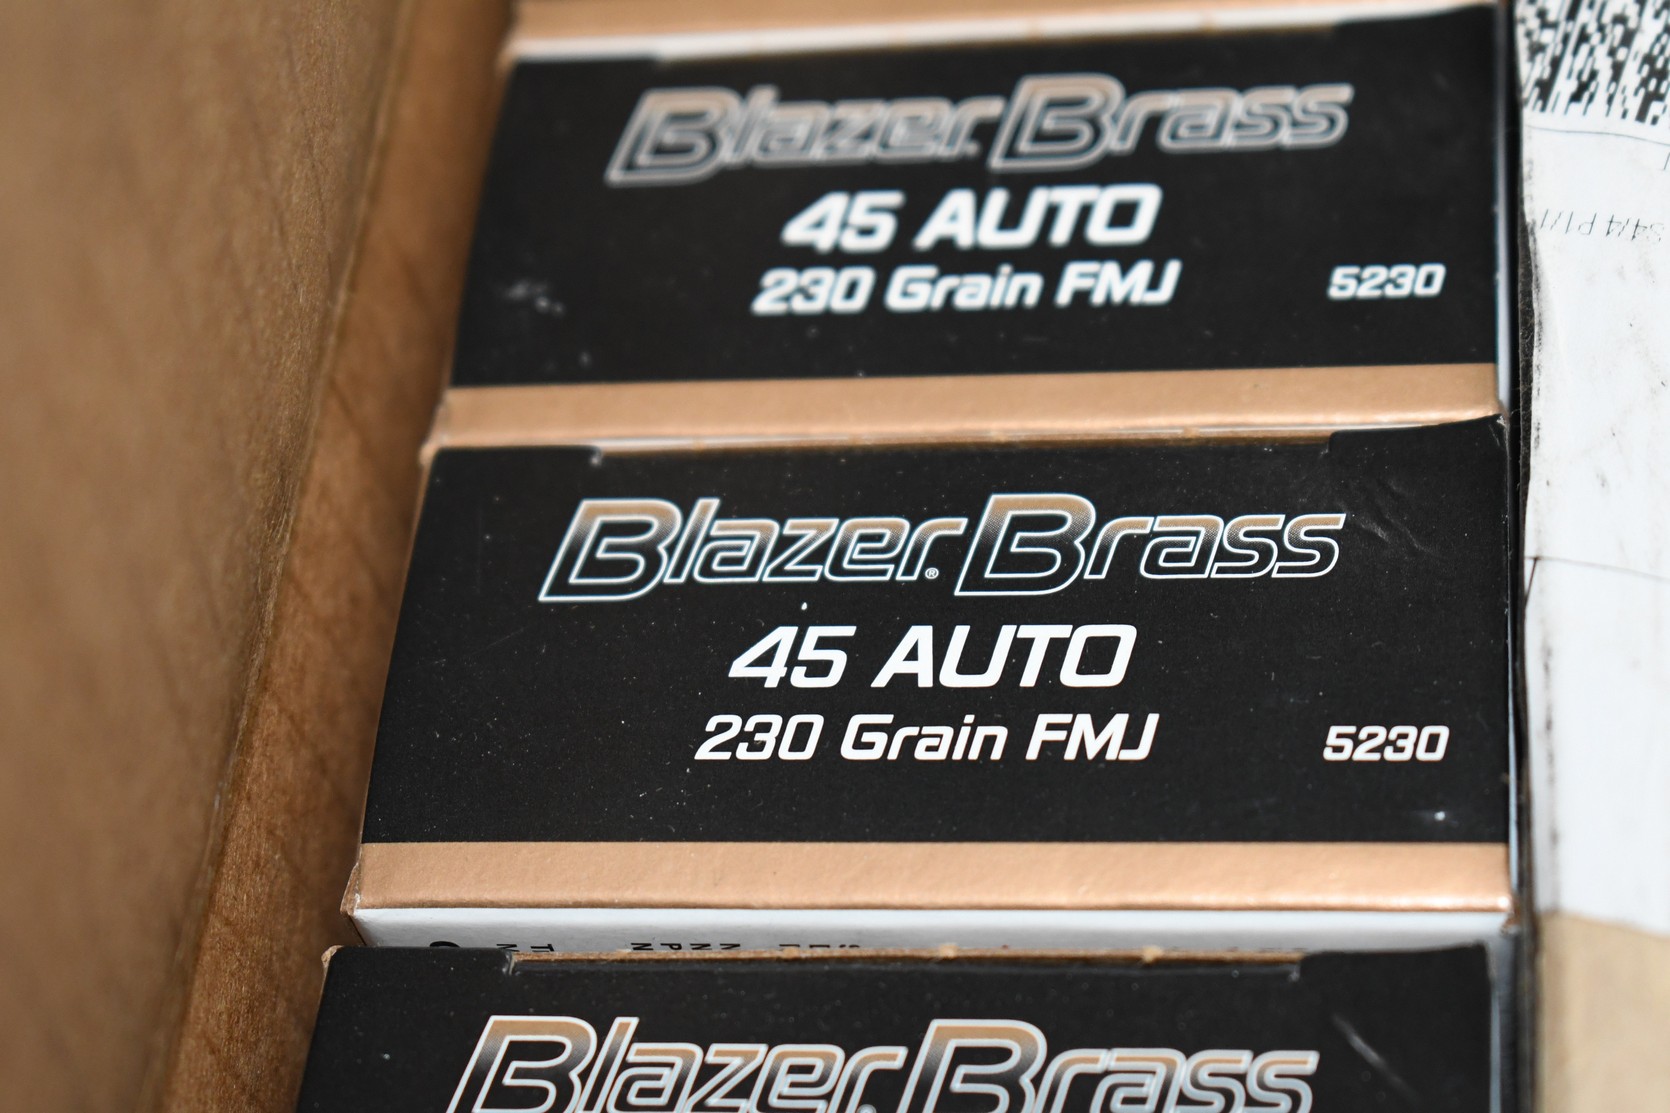 Blazer Brass
45 AUTO
230 Grain FMJ
5230
Blazer® Brass
45 AUTO
230 Grain FMJ
5230
Blazer Brass